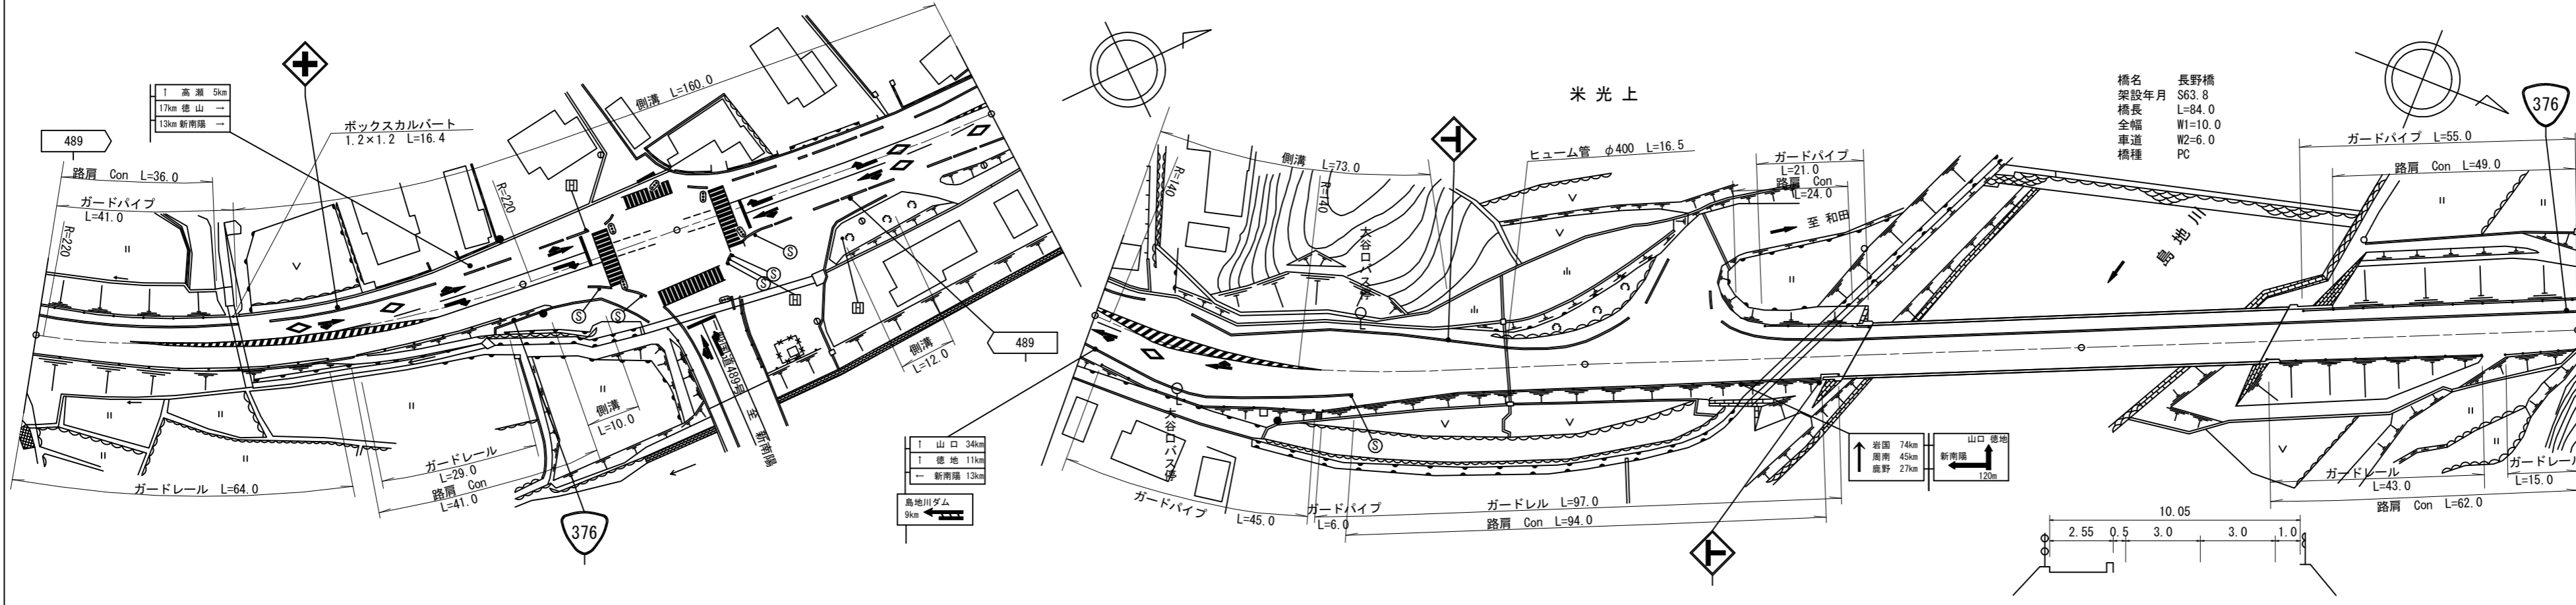 489
路肩 Con L=36.0
ガードパイプ
L=41.0
R=220
↑ 高瀬 5km
17km 徳山 →
13km 新南陽 →
ボックスカルバート
1.2×1.2 L=16.4
側溝 L=160.0
R=220
H
S
S
S
S
S
H
H
489
側溝
L=12.0
側溝
L=10.0
至 新南陽
ガードレール
L=29.0
路肩 Con
L=41.0
ガードレール L=64.0
376
↑ 山口 34km
↑ 徳地 11km
← 新南陽 13km
島地川ダム
9km
米光上
側溝 L=73.0
R=140
R=140
大谷口バス停
ヒューム管 φ400 L=16.5
ガードパイプ
L=21.0
路肩 Con
L=24.0
至 和田
大谷口バス停
S
ガードパイプ L=45.0
ガードパイプ
L=6.0
ガードレル L=97.0
路肩 Con L=94.0
岩国 74km
周南 45km
鹿野 27km
山口 徳地
新南陽
120m
島地川
橋名 長野橋
架設年月 S63.8
橋長 L=84.0
全幅 W1=10.0
車道 W2=6.0
橋種 PC
376
ガードパイプ L=55.0
路肩 Con L=49.0
ガードレール
L=43.0
ガードレール
L=15.0
路肩 Con L=62.0
10.05
2.55 0.5 3.0 3.0 1.0